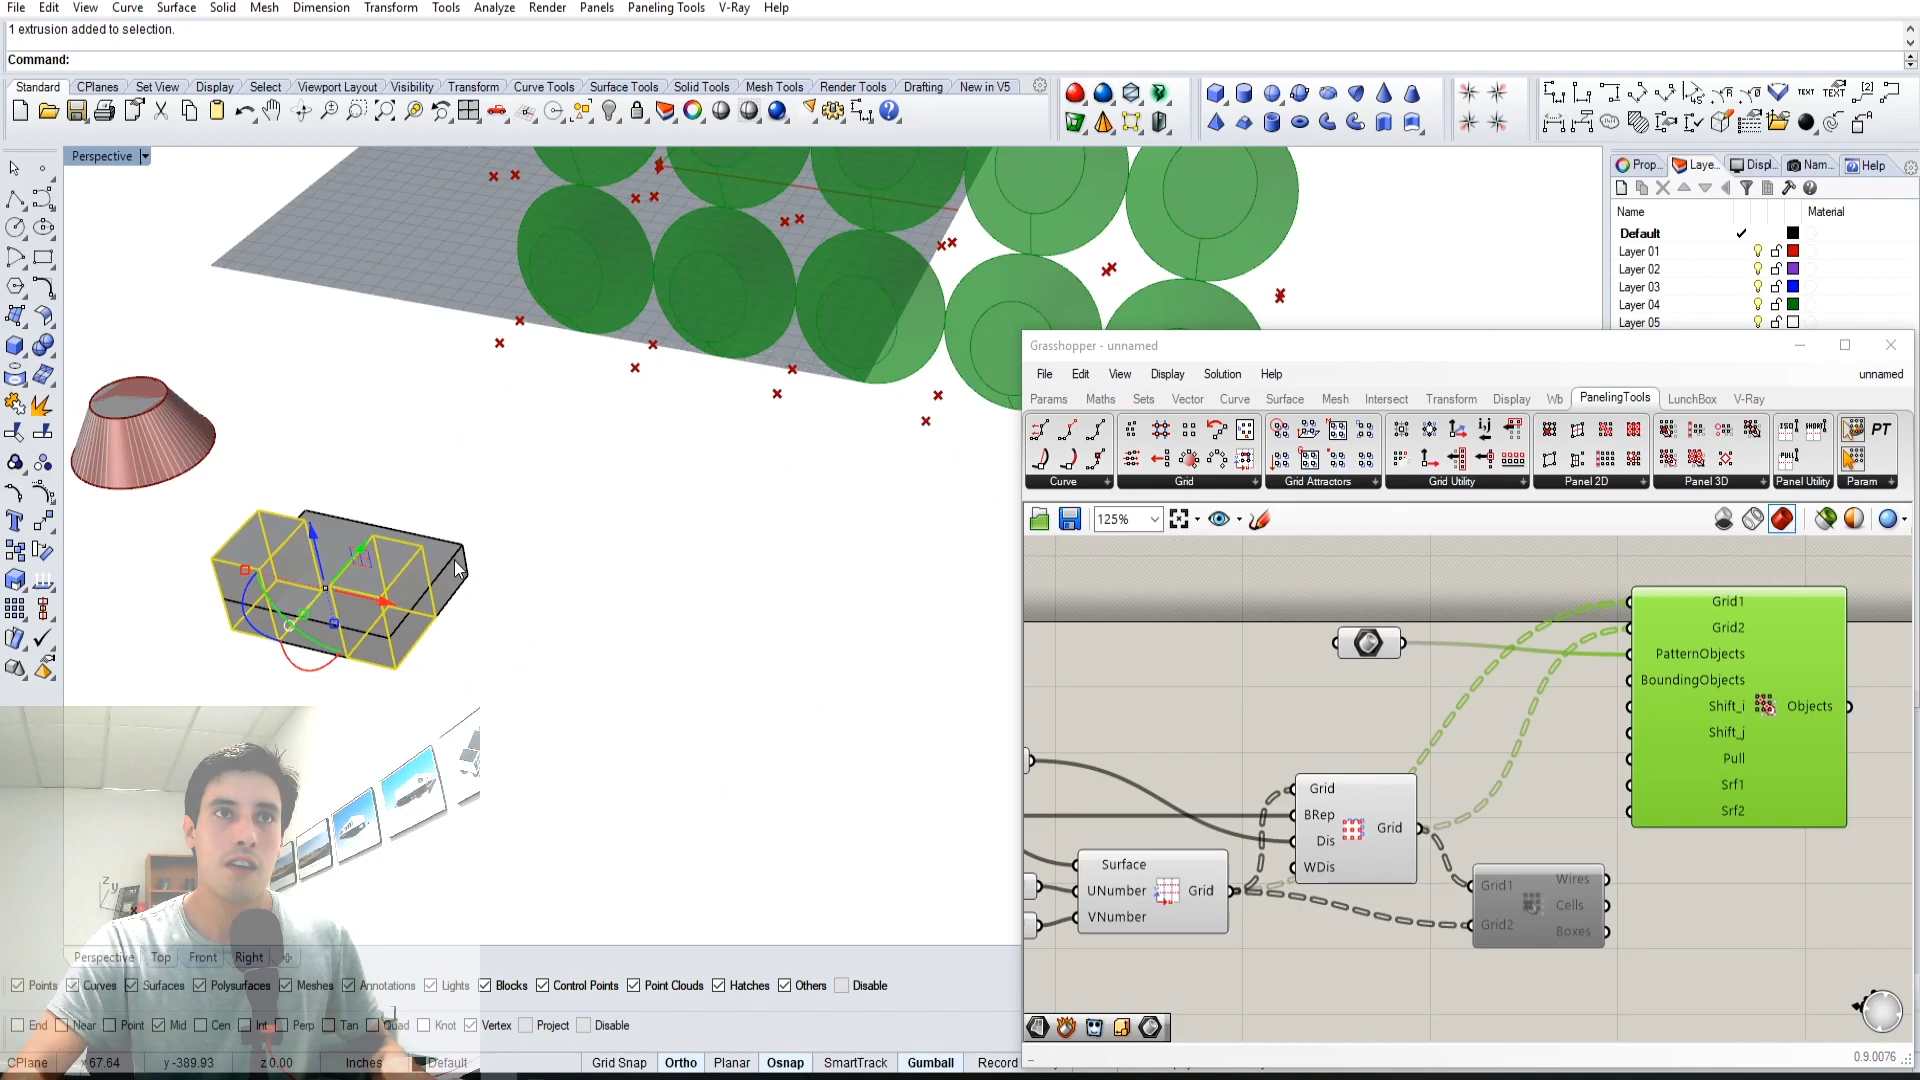 File Edit View Curve Surface Solid Mesh Dimension Transform Tools Analyze Render Panels Paneling Tools V-Ray Help
1 extrusion added to selection.
Command:
Standard CPlanes Set View Display Select Viewport Layout Visibility Transform Curve Tools Surface Tools Solid Tools Mesh Tools Render Tools Drafting New in V5
Perspective
Prop... Laye... Displ... Nam... Help
Name Material
Default
Layer 01
Layer 02
Layer 03
Layer 04
Layer 05
Grasshopper - unnamed
File Edit View Display Solution Help unnamed
Params Maths Sets Vector Curve Surface Mesh Intersect Transform Display Wb PanelingTools LunchBox V-Ray
PT
Curve Grid Grid Attractors Grid Utility Panel 2D Panel 3D Panel Utility Param
125%
Grid1
Grid2
PatternObjects
BoundingObjects
Shift_i Objects
Shift_j
Pull
Srf1
Srf2
Grid
BRep
Dis Grid
WDis
Surface
UNumber Grid
VNumber
Grid1 Wires
Cells
Grid2 Boxes
z y
Perspective Top Front Right
Points Curves Surfaces Polysurfaces Meshes Annotations Lights Blocks Control Points Point Clouds Hatches Others Disable
End Near Point Mid Cen Int Perp Tan Quad Knot Vertex Project Disable
CPlane x 67.64 y -389.93 z 0.00 Inches Default Grid Snap Ortho Planar Osnap SmartTrack Gumball Record
0.9.0076